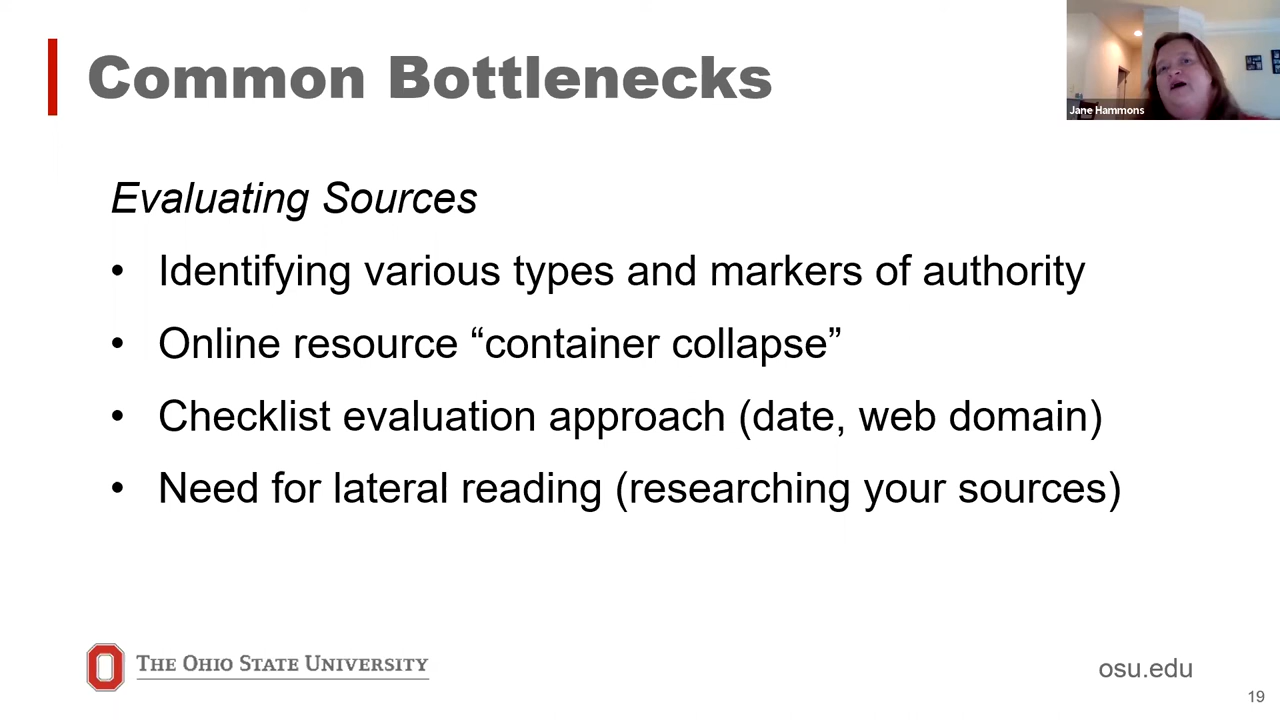 Common Bottlenecks
Jane Hammons
Evaluating Sources
• Identifying various types and markers of authority
• Online resource “container collapse”
• Checklist evaluation approach (date, web domain)
• Need for lateral reading (researching your sources)
THE OHIO STATE UNIVERSITY
osu.edu
19